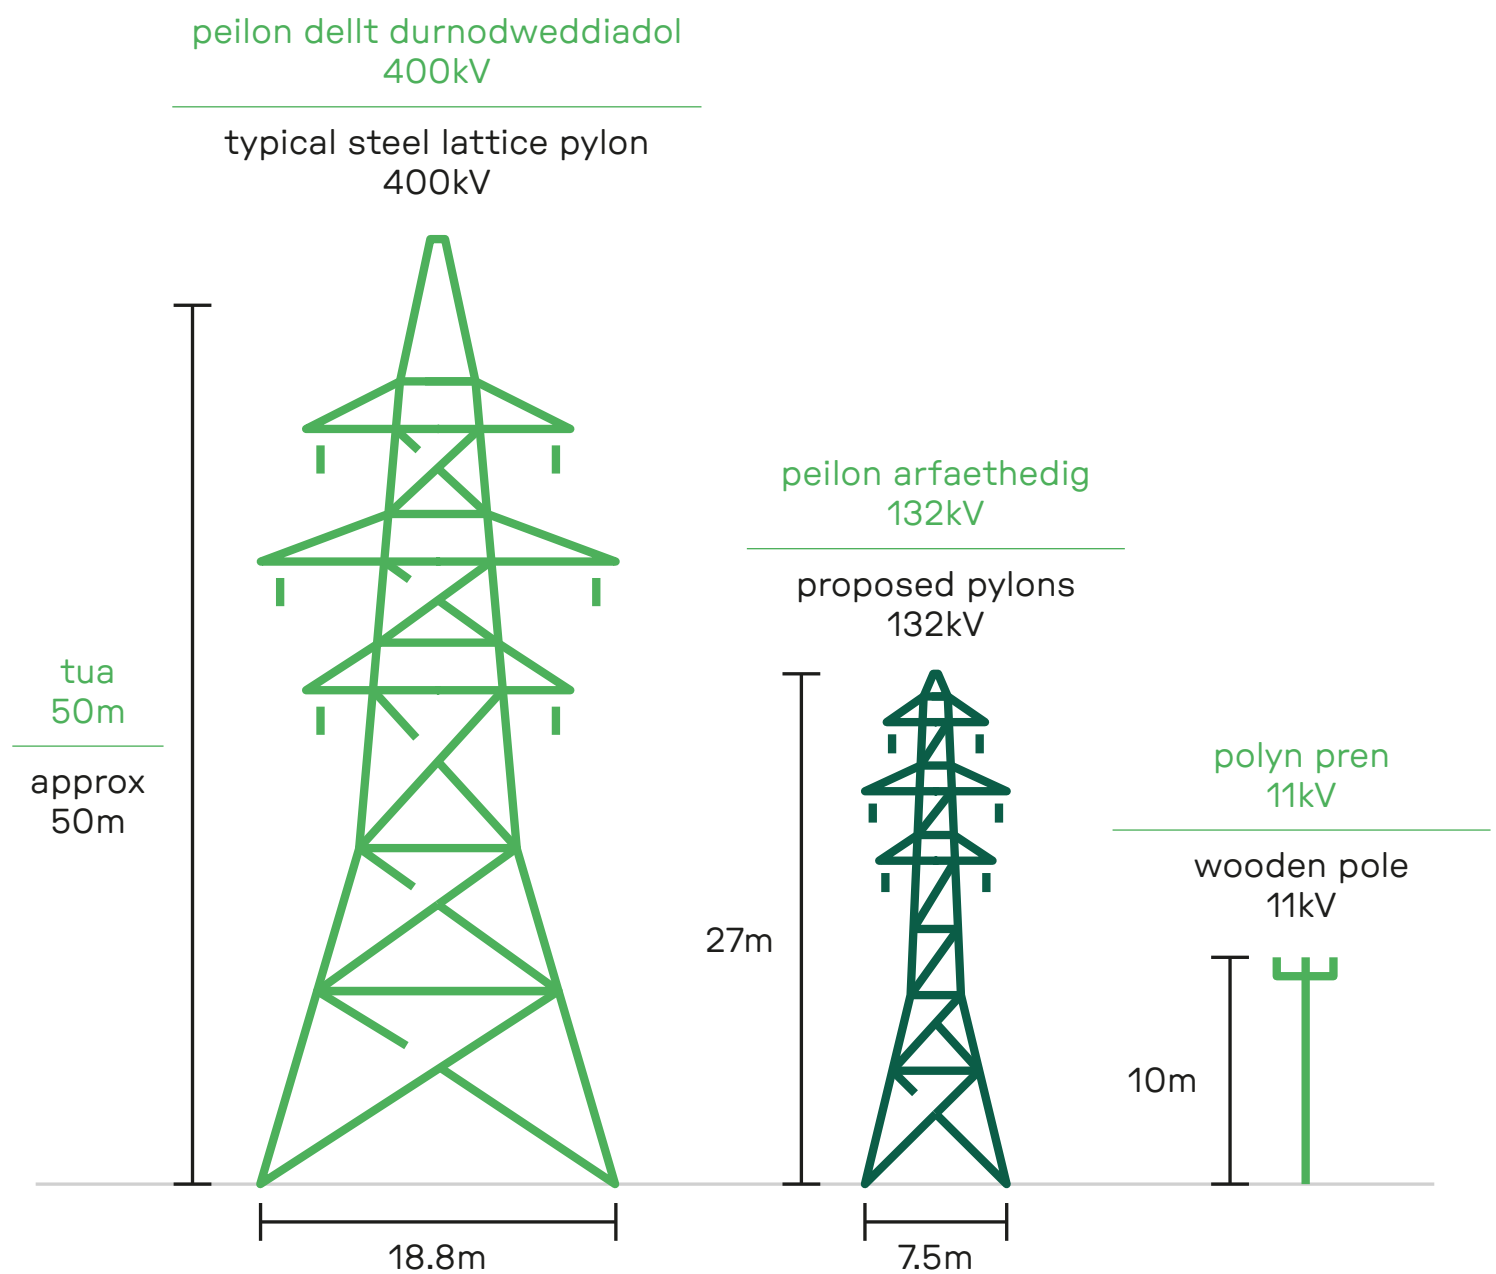 peilon dellt durnodweddiadol
400kV
typical steel lattice pylon
400kV
tua
50m
approx
50m
18.8m
peilon arfaethedig
132kV
proposed pylons
132kV
27m
7.5m
polyn pren
11kV
wooden pole
11kV
10m